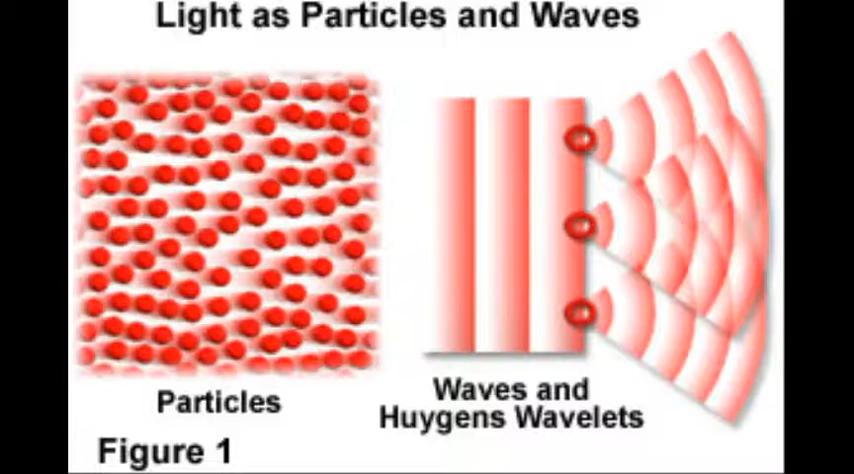 Light as Particles and Waves
Particles
Waves and
Huygens Wavelets
Figure 1